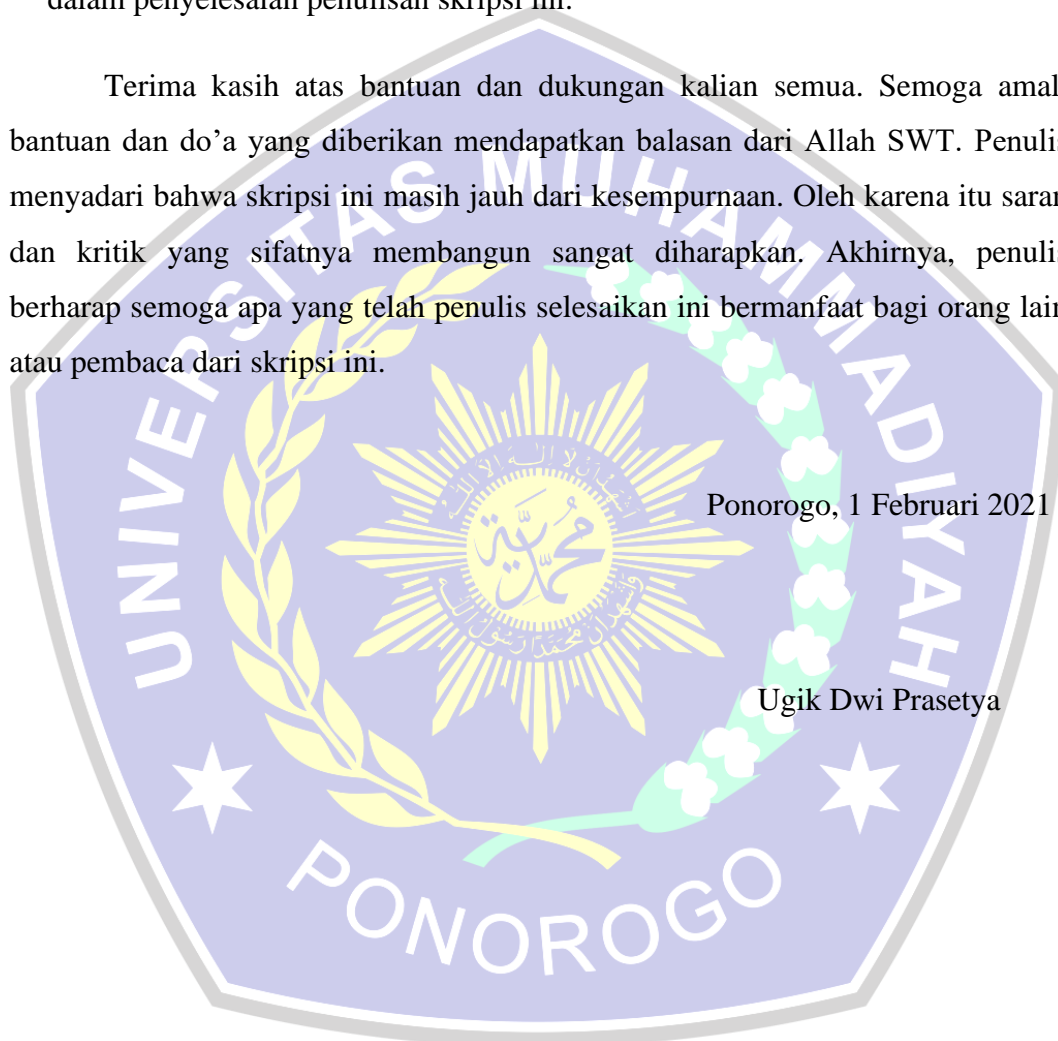 dalam penyelesaian penulisan skripsi ini.
Terima kasih atas bantuan dan dukungan kalian semua. Semoga amal
bantuan dan do’a yang diberikan mendapatkan balasan dari Allah SWT. Penulis
menyadari bahwa skripsi ini masih jauh dari kesempurnaan. Oleh karena itu saran
dan kritik yang sifatnya membangun sangat diharapkan. Akhirnya, penulis
berharap semoga apa yang telah penulis selesaikan ini bermanfaat bagi orang lain
atau pembaca dari skripsi ini.
Ponorogo, 1 Februari 2021
Ugik Dwi Prasetya
UNIVERSITAS MUHAMMADIYAH
PONOROGO
محمدية